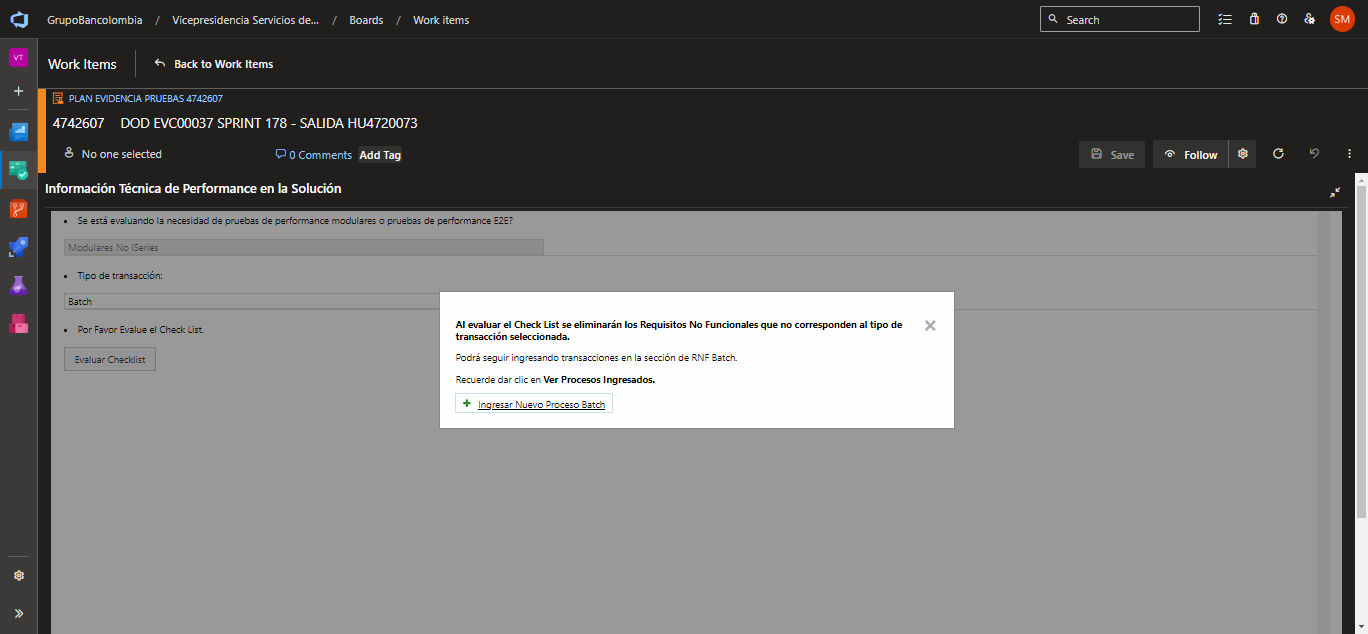 GrupoBancolombia / Vicepresidencia Servicios de... / Boards / Work items
Search
SM
VT
Work Items
Back to Work Items
PLAN EVIDENCIA PRUEBAS 4742607
4742607 DOD EVC00037 SPRINT 178 - SALIDA HU4720073
No one selected
0 Comments
Add Tag
Save
Follow
Información Técnica de Performance en la Solución
• Se está evaluando la necesidad de pruebas de performance modulares o pruebas de performance E2E?
Modulares No iSeries
• Tipo de transacción:
Batch
• Por Favor Evalue el Check List.
Evaluar Checklist
Al evaluar el Check List se eliminarán los Requisitos No Funcionales que no corresponden al tipo de
transacción seleccionada.
Podrá seguir ingresando transacciones en la sección de RNF Batch.
Recuerde dar clic en Ver Procesos Ingresados.
Ingresar Nuevo Proceso Batch